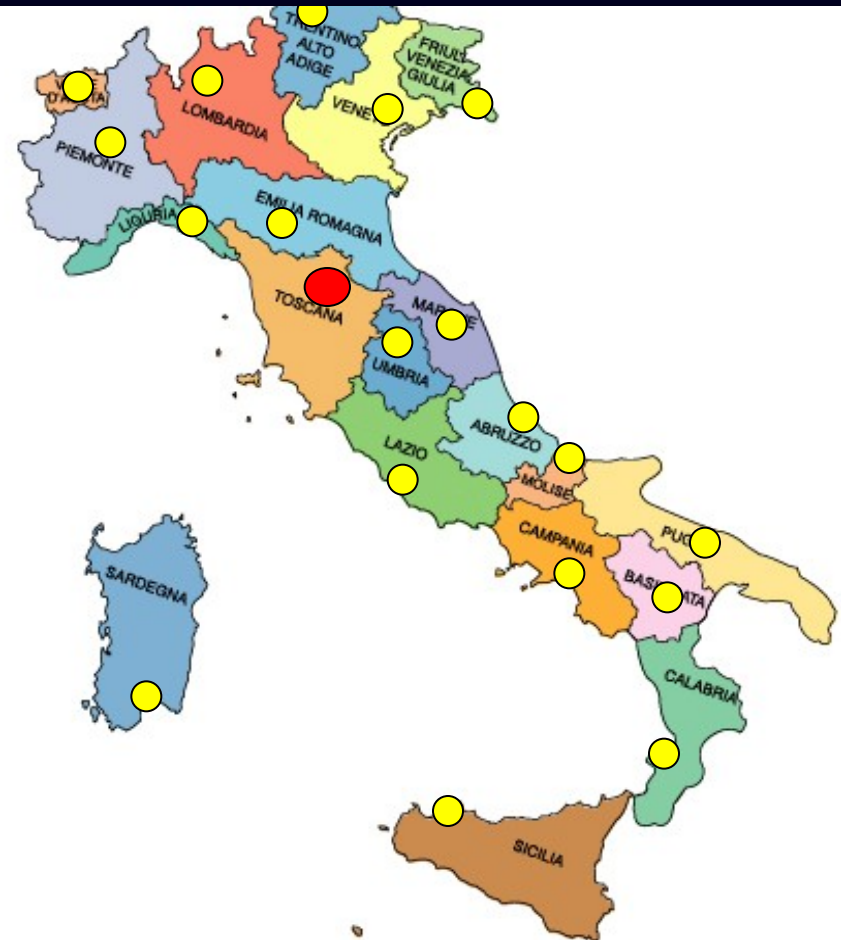 TRENTINO
ALTO
ADIGE
FRIULI
VENEZIA
GIULIA
D'AOSTA
LOMBARDIA
PIEMONTE
LIGURIA
EMILIA ROMAGNA
TOSCANA
UMBRIA
ABRUZZO
LAZIO
MOLISE
CAMPANIA
SARDEGNA
CALABRIA
SICILIA